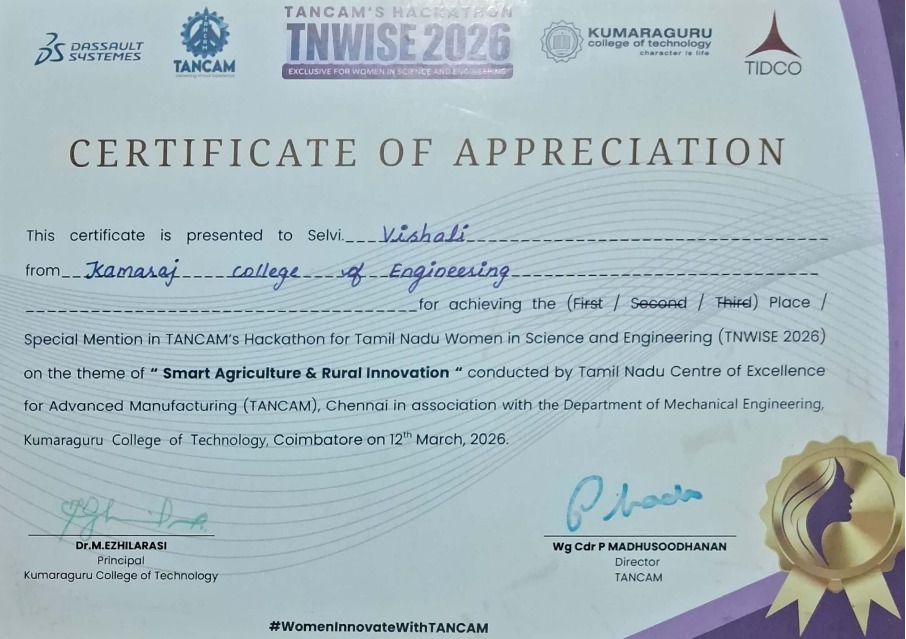 TANCAM'S HACKATHON
DASSAULT SYSTEMES
TANCAM
TNWISE 2026
EXCLUSIVE FOR WOMEN IN SCIENCE AND ENGINEERING
KUMARAGURU
college of technology
character is life
TIDCO
CERTIFICATE OF APPRECIATION
This certificate is presented to Selvi. Vishali
from Kamaraj college of Engineering
for achieving the (First / Second / Third) Place /
Special Mention in TANCAM's Hackathon for Tamil Nadu Women in Science and Engineering (TNWISE 2026)
on the theme of " Smart Agriculture & Rural Innovation " conducted by Tamil Nadu Centre of Excellence
for Advanced Manufacturing (TANCAM), Chennai in association with the Department of Mechanical Engineering,
Kumaraguru College of Technology, Coimbatore on 12th March, 2026.
Dr.M.EZHILARASI
Principal
Kumaraguru College of Technology
Wg Cdr P MADHUSOODHANAN
Director
TANCAM
#WomenInnovateWithTANCAM